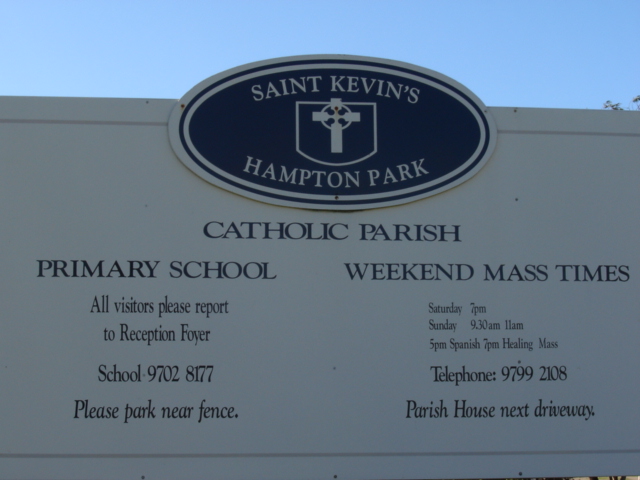 SAINT KEVIN'S
HAMPTON PARK
CATHOLIC PARISH
PRIMARY SCHOOL
All visitors please report
to Reception Foyer
School 9702 8177
Please park near fence.
WEEKEND MASS TIMES
Saturday 7pm
Sunday 9.30am 11am
5pm Spanish 7pm Healing Mass
Telephone: 9799 2108
Parish House next driveway.